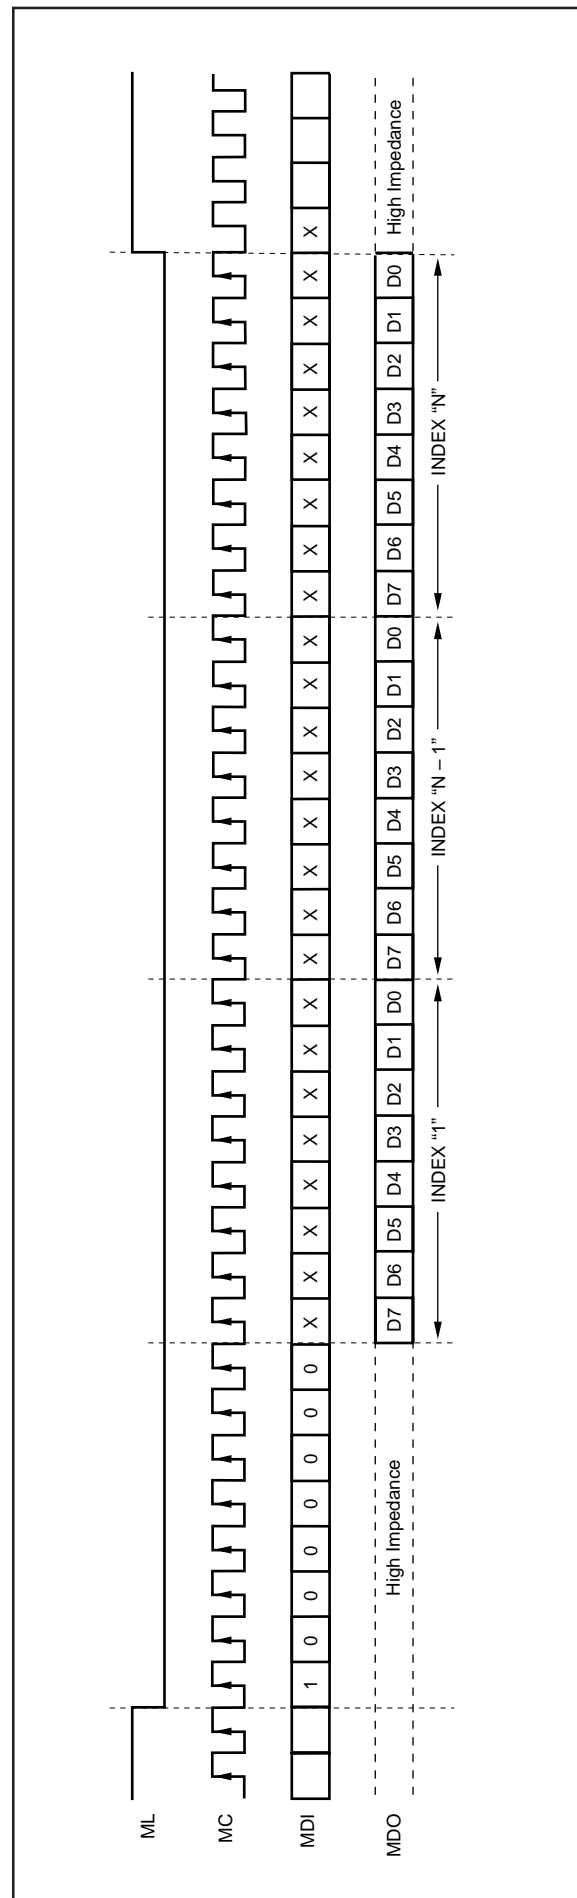 ML
MC
MDI 1 0 0 0 0 0 0 0 X X X X X X X X X X X X X X X X X X X X X X X X X
MDO High Impedance D7 D6 D5 D4 D3 D2 D1 D0 D7 D6 D5 D4 D3 D2 D1 D0 D7 D6 D5 D4 D3 D2 D1 D0 High Impedance
INDEX “1” INDEX “N – 1” INDEX “N”